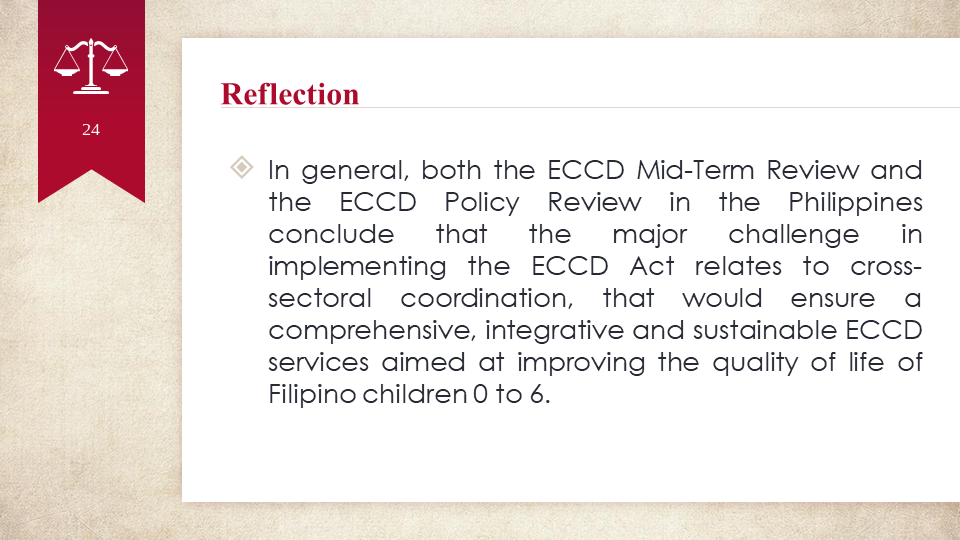 24
Reflection
In general, both the ECCD Mid-Term Review and
the ECCD Policy Review in the Philippines
conclude that the major challenge in
implementing the ECCD Act relates to cross-
sectoral coordination, that would ensure a
comprehensive, integrative and sustainable ECCD
services aimed at improving the quality of life of
Filipino children 0 to 6.